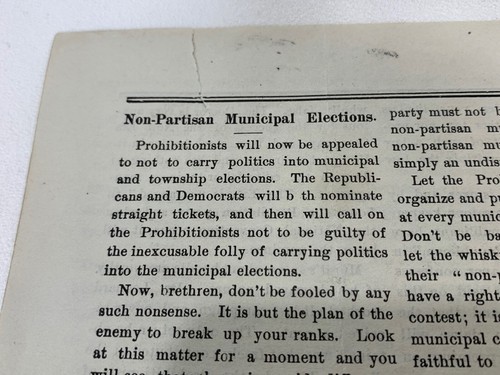 Non-Partisan Municipal Elections.
Prohibitionists will now be appealed
to not to carry politics into municipal
and township elections. The Republi-
cans and Democrats will b th nominate
straight tickets, and then will call on
the Prohibitionists not to be guilty of
the inexcusable folly of carrying politics
into the municipal elections.
Now, brethren, don't be fooled by any
such nonsense. It is but the plan of the
enemy to break up your ranks. Look
at this matter for a moment and you
party must not
non-partisan
non-partisan
simply an
Let the
organize and
at every
Don't be
let the
their "
have a right
contest; it
municipal
faithful to